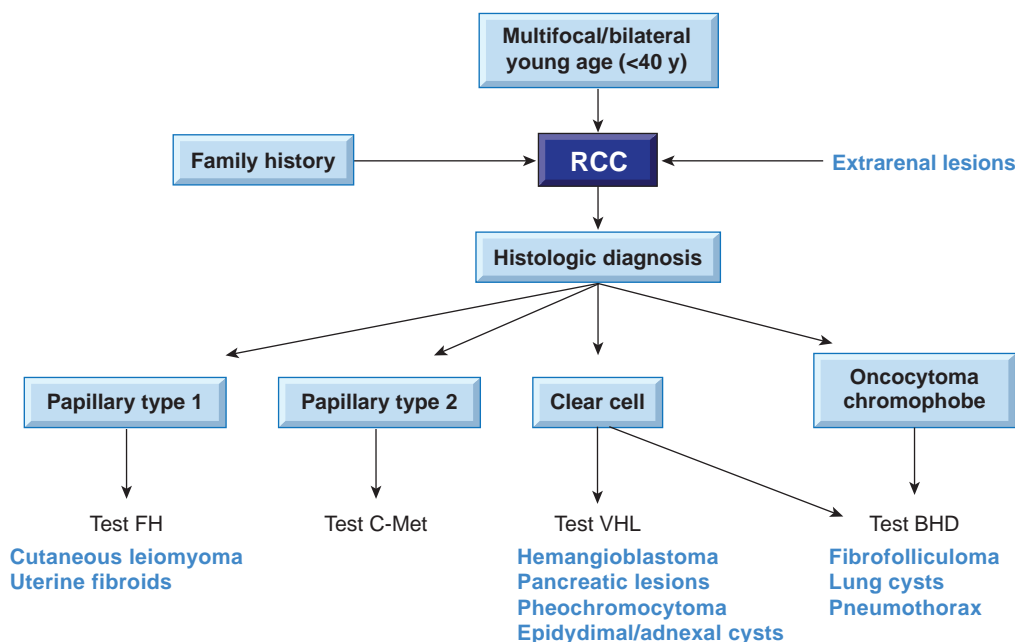 Multifocal/bilateral
young age (<40 y)
Family history
RCC
Extrarenal lesions
Histologic diagnosis
Papillary type 1
Papillary type 2
Clear cell
Oncocytoma
chromophobe
Test FH
Cutaneous leiomyoma
Uterine fibroids
Test C-Met
Test VHL
Hemangioblastoma
Pancreatic lesions
Pheochromocytoma
Epidydimal/adnexal cysts
Test BHD
Fibrofolliculoma
Lung cysts
Pneumothorax